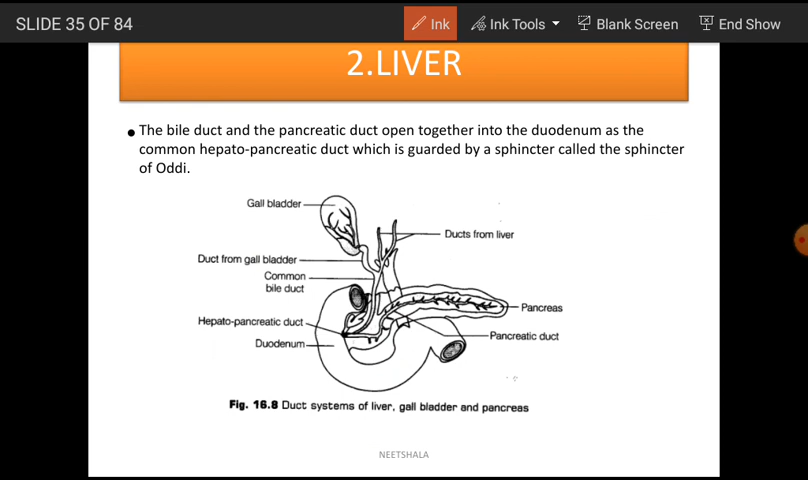 SLIDE 35 OF 84
Ink
Ink Tools
Blank Screen
End Show
2.LIVER
• The bile duct and the pancreatic duct open together into the duodenum as the
common hepato-pancreatic duct which is guarded by a sphincter called the sphincter
of Oddi.
Gall bladder
Ducts from liver
Duct from gall bladder
Common
bile duct
Pancreas
Hepato-pancreatic duct
Pancreatic duct
Duodenum
Fig. 16.8 Duct systems of liver, gall bladder and pancreas
NEETSHALA